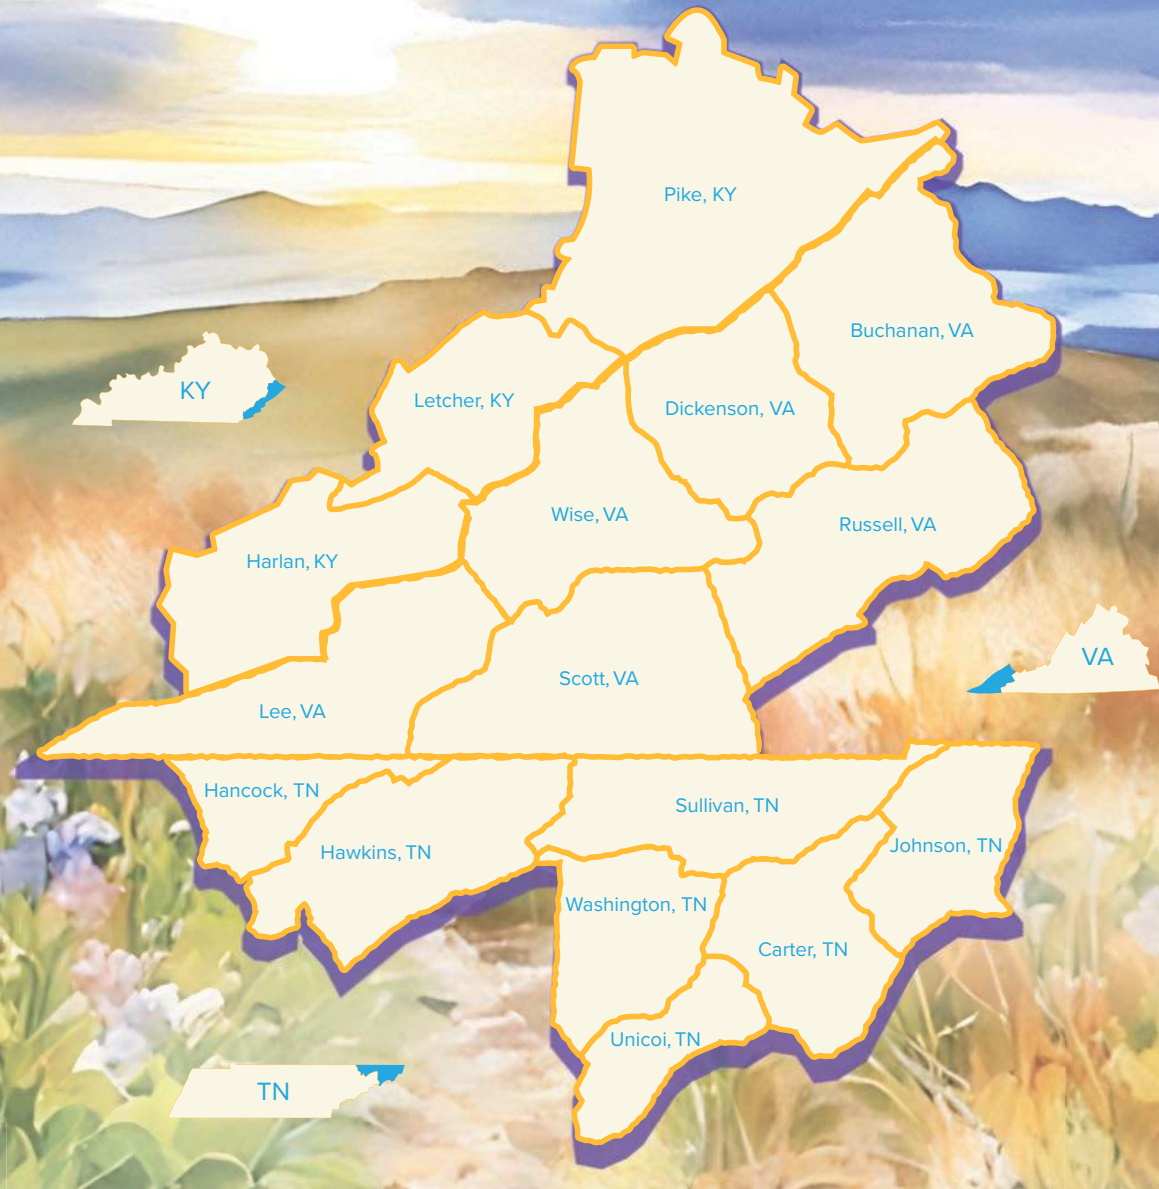 Pike, KY
Buchanan, VA
KY
Letcher, KY
Dickenson, VA
Wise, VA
Russell, VA
Harlan, KY
VA
Scott, VA
Lee, VA
Hancock, TN
Sullivan, TN
Hawkins, TN
Johnson, TN
Washington, TN
Carter, TN
Unicoi, TN
TN